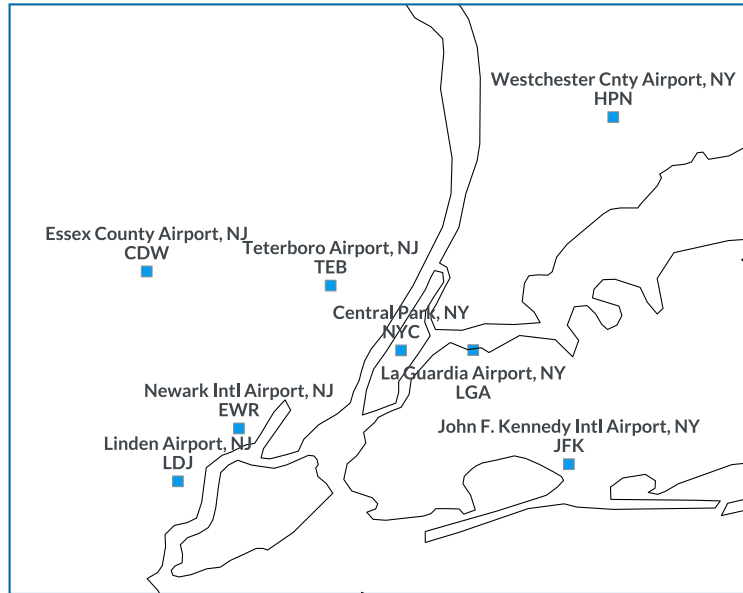 Westchester Cnty Airport, NY
HPN
Essex County Airport, NJ
CDW
Teterboro Airport, NJ
TEB
Central Park, NY
NYC
La Guardia Airport, NY
LGA
Newark Intl Airport, NJ
EWR
John F. Kennedy Intl Airport, NY
JFK
Linden Airport, NJ
LDJ